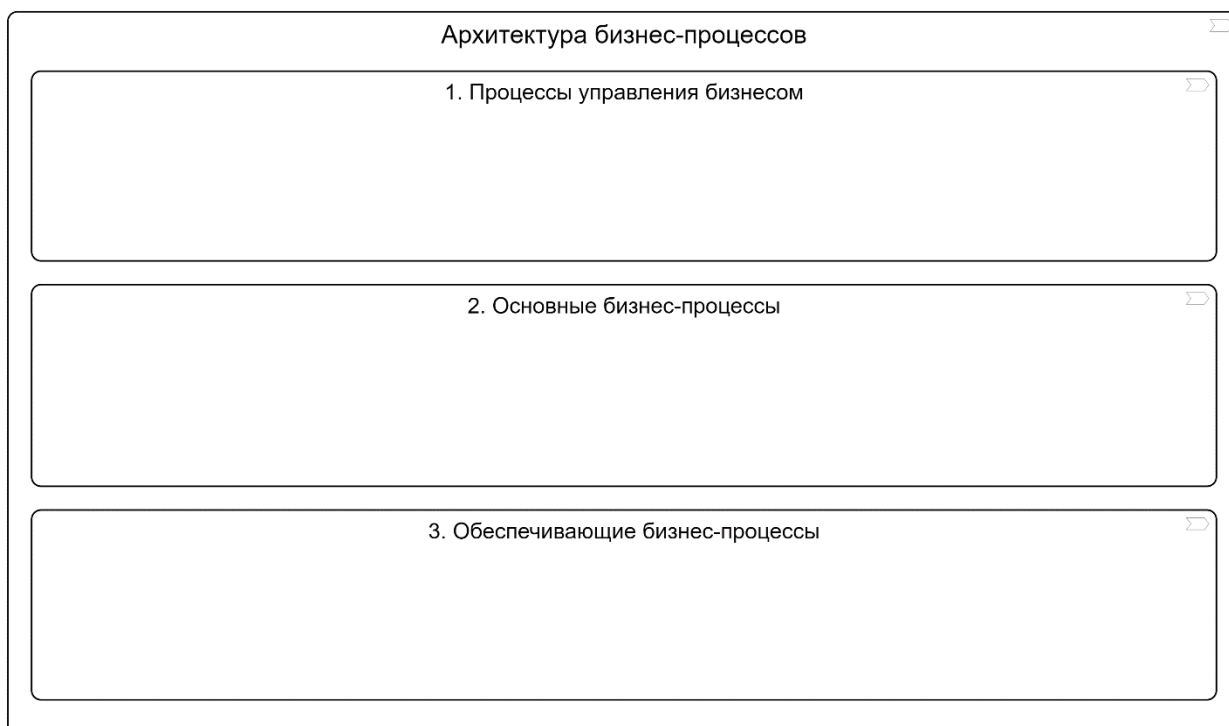 Архитектура бизнес-процессов
1. Процессы управления бизнесом
2. Основные бизнес-процессы
3. Обеспечивающие бизнес-процессы